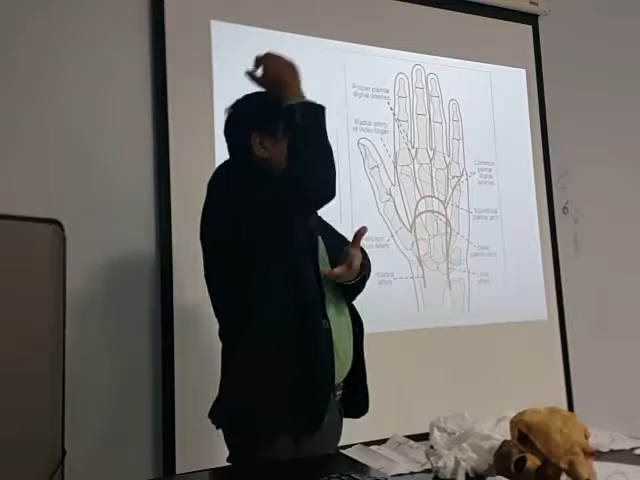 Proper palmar
digital arteries
Radial artery
of index finger
Common
palmar
digital
arteries
Superficial
palmar arch
Deep
palmar arch
Radial
artery
artery